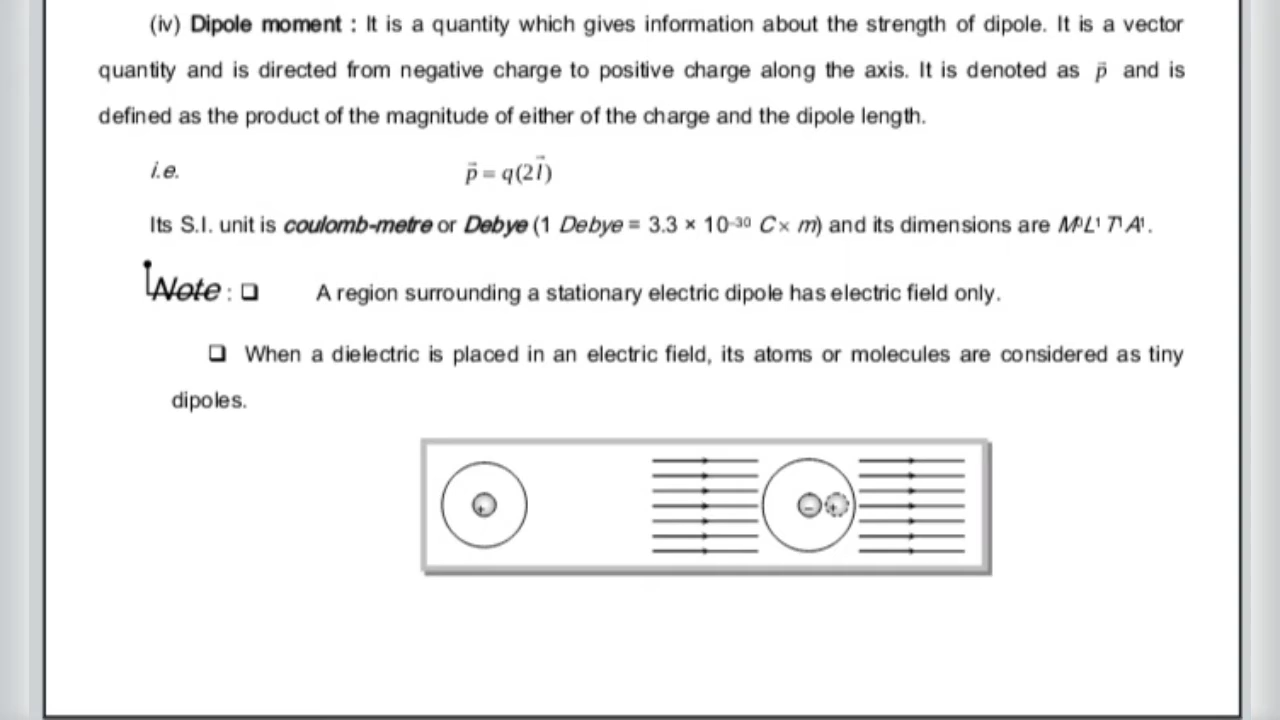 (iv) Dipole moment : It is a quantity which gives information about the strength of dipole. It is a vector
quantity and is directed from negative charge to positive charge along the axis. It is denoted as p⃗ and is
defined as the product of the magnitude of either of the charge and the dipole length.
i.e. p⃗ = q(2l⃗)
Its S.I. unit is coulomb-metre or Debye (1 Debye = 3.3 × 10⁻³⁰ C × m) and its dimensions are M⁰L¹T¹A¹.
Note : ❑ A region surrounding a stationary electric dipole has electric field only.
❑ When a dielectric is placed in an electric field, its atoms or molecules are considered as tiny
dipoles.
+ – +